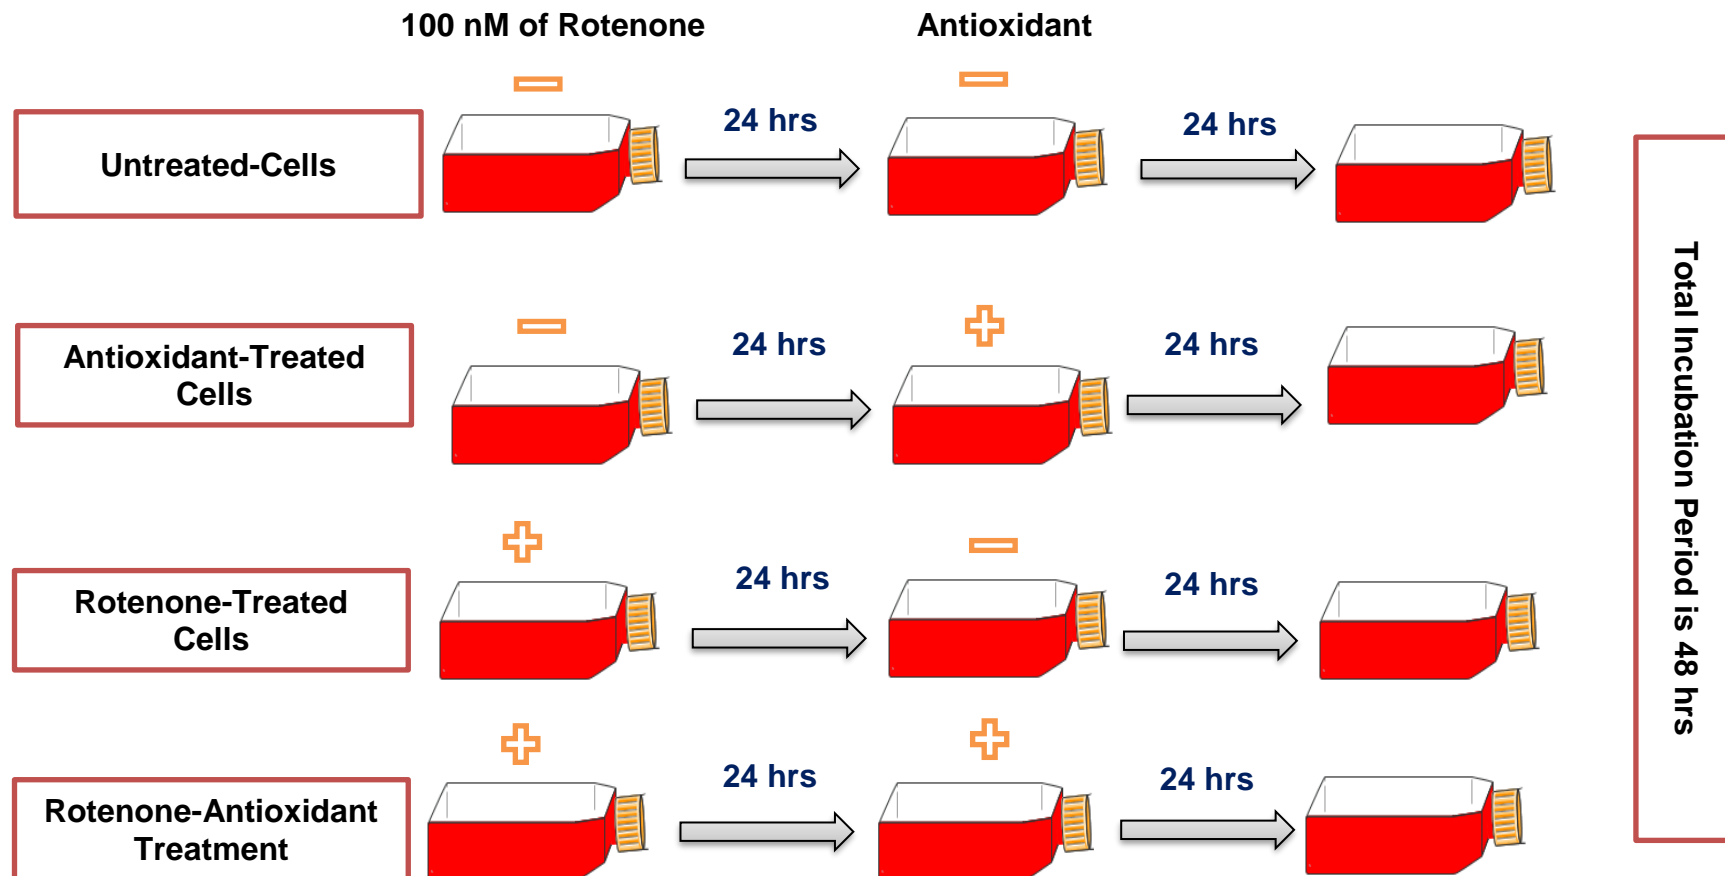 100 nM of Rotenone
Antioxidant
Untreated-Cells
24 hrs
24 hrs
Antioxidant-Treated
Cells
24 hrs
24 hrs
Rotenone-Treated
Cells
24 hrs
24 hrs
Rotenone-Antioxidant
Treatment
24 hrs
24 hrs
Total Incubation Period is 48 hrs